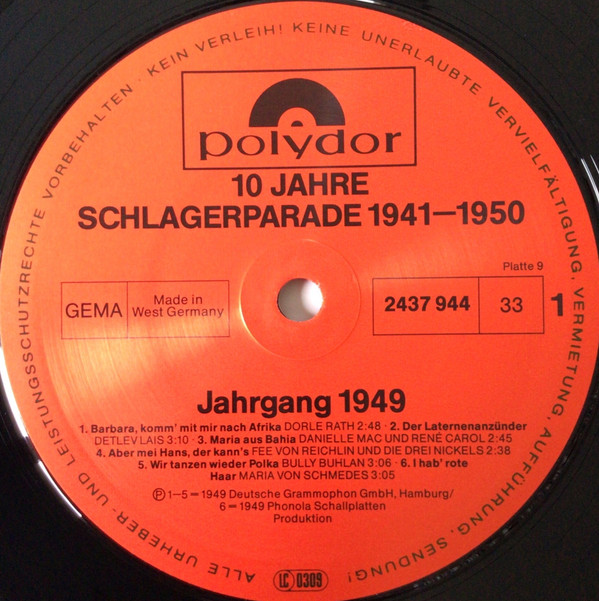 ALLE URHEBER- UND LEISTUNGSSCHUTZRECHTE VORBEHALTEN · KEIN VERLEIH! KEINE UNERLAUBTE VERVIELFÄLTIGUNG, VERMIETUNG, AUFFÜHRUNG, SENDUNG!
polydor
10 JAHRE
SCHLAGERPARADE 1941—1950
Platte 9
GEMA
Made in
West Germany
2437 944
33
1
Jahrgang 1949
1. Barbara, komm' mit mir nach Afrika DORLE RATH 2:48 · 2. Der Laternenanzünder
DETLEV LAIS 3:10 · 3. Maria aus Bahia DANIELLE MAC UND RENÉ CAROL 2:45
4. Aber mei Hans, der kann's FEE VON REICHLIN UND DIE DREI NICKELS 2:38
5. Wir tanzen wieder Polka BULLY BUHLAN 3:06 · 6. I hab' rote
Haar MARIA VON SCHMEDES 3:05
Ⓟ 1—5 = 1949 Deutsche Grammophon GmbH, Hamburg/
6 = 1949 Phonola Schallplatten
Produktion
LC 0309